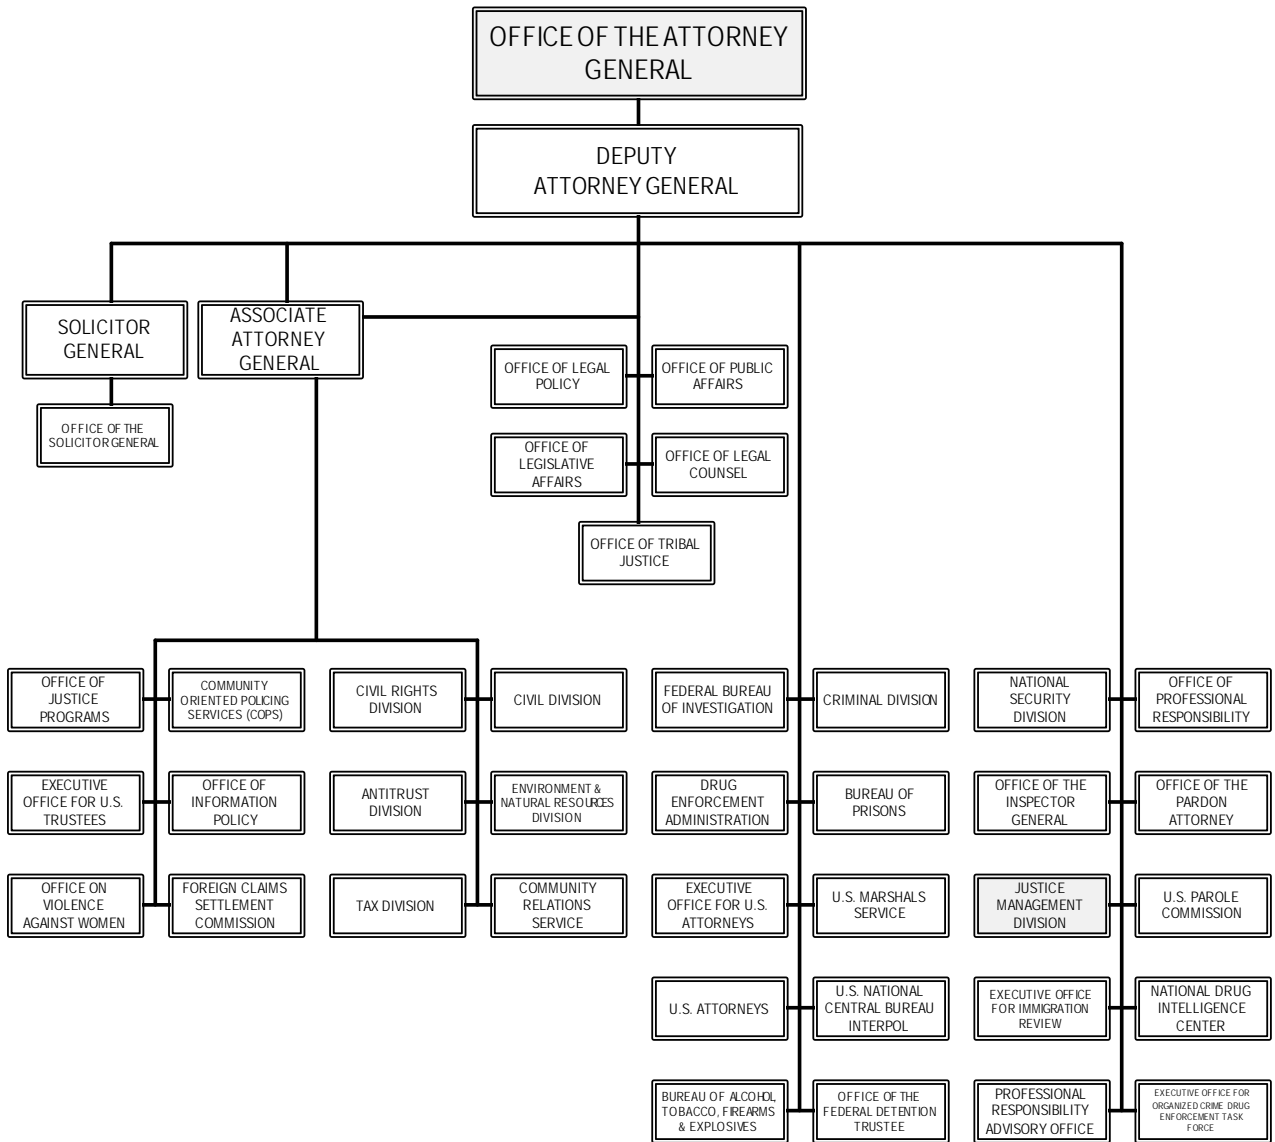 OFFICE OF THE ATTORNEY
GENERAL
DEPUTY
ATTORNEY GENERAL
SOLICITOR
GENERAL
ASSOCIATE
ATTORNEY
GENERAL
OFFICE OF THE
SOLICITOR GENERAL
OFFICE OF LEGAL
POLICY
OFFICE OF PUBLIC
AFFAIRS
OFFICE OF
LEGISLATIVE
AFFAIRS
OFFICE OF LEGAL
COUNSEL
OFFICE OF TRIBAL
JUSTICE
OFFICE OF
JUSTICE
PROGRAMS
COMMUNITY
ORIENTED POLICING
SERVICES (COPS)
CIVIL RIGHTS
DIVISION
CIVIL DIVISION
FEDERAL BUREAU
OF INVESTIGATION
CRIMINAL DIVISION
NATIONAL
SECURITY
DIVISION
OFFICE OF
PROFESSIONAL
RESPONSIBILITY
EXECUTIVE
OFFICE FOR U.S.
TRUSTEES
OFFICE OF
INFORMATION
POLICY
ANTITRUST
DIVISION
ENVIRONMENT &
NATURAL RESOURCES
DIVISION
DRUG
ENFORCEMENT
ADMINISTRATION
BUREAU OF
PRISONS
OFFICE OF THE
INSPECTOR
GENERAL
OFFICE OF THE
PARDON
ATTORNEY
OFFICE ON
VIOLENCE
AGAINST WOMEN
FOREIGN CLAIMS
SETTLEMENT
COMMISSION
TAX DIVISION
COMMUNITY
RELATIONS
SERVICE
EXECUTIVE
OFFICE FOR U.S.
ATTORNEYS
U.S. MARSHALS
SERVICE
JUSTICE
MANAGEMENT
DIVISION
U.S. PAROLE
COMMISSION
U.S. ATTORNEYS
U.S. NATIONAL
CENTRAL BUREAU
INTERPOL
EXECUTIVE OFFICE
FOR IMMIGRATION
REVIEW
NATIONAL DRUG
INTELLIGENCE
CENTER
BUREAU OF ALCOHOL,
TOBACCO, FIREARMS
& EXPLOSIVES
OFFICE OF THE
FEDERAL DETENTION
TRUSTEE
PROFESSIONAL
RESPONSIBILITY
ADVISORY OFFICE
EXECUTIVE OFFICE FOR
ORGANIZED CRIME DRUG
ENFORCEMENT TASK
FORCE